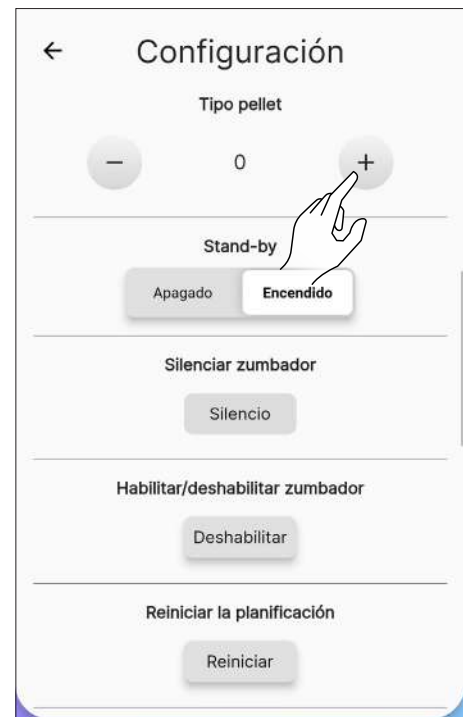 ← Configuración
Tipo pellet
− 0 +
Stand-by
Apagado Encendido
Silenciar zumbador
Silencio
Habilitar/deshabilitar zumbador
Deshabilitar
Reiniciar la planificación
Reiniciar